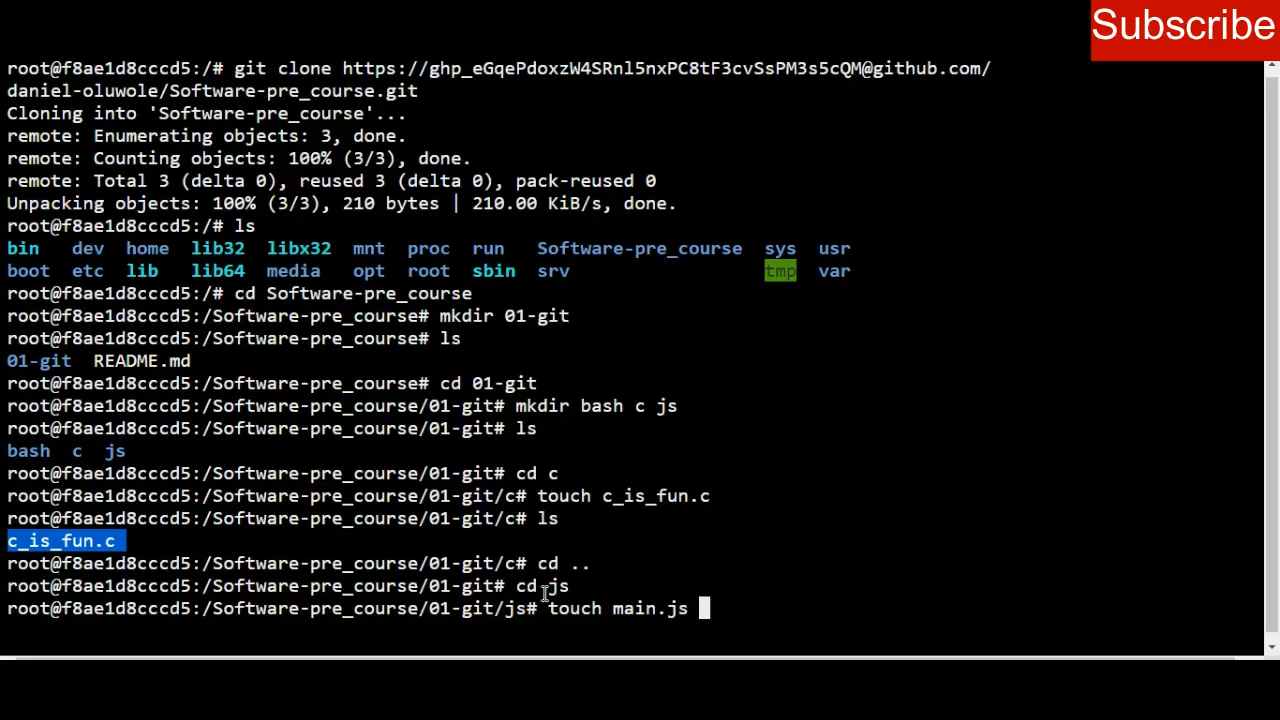 Subscribe
root@f8ae1d8cccd5:/# git clone https://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@github.com/
daniel-oluwole/Software-pre_course.git
Cloning into 'Software-pre_course'...
remote: Enumerating objects: 3, done.
remote: Counting objects: 100% (3/3), done.
remote: Total 3 (delta 0), reused 3 (delta 0), pack-reused 0
Unpacking objects: 100% (3/3), 210 bytes | 210.00 KiB/s, done.
root@f8ae1d8cccd5:/# ls
bin dev home lib32 libx32 mnt proc run Software-pre_course sys usr
boot etc lib lib64 media opt root sbin srv tmp var
root@f8ae1d8cccd5:/# cd Software-pre_course
root@f8ae1d8cccd5:/Software-pre_course# mkdir 01-git
root@f8ae1d8cccd5:/Software-pre_course# ls
01-git README.md
root@f8ae1d8cccd5:/Software-pre_course# cd 01-git
root@f8ae1d8cccd5:/Software-pre_course/01-git# mkdir bash c js
root@f8ae1d8cccd5:/Software-pre_course/01-git# ls
bash c js
root@f8ae1d8cccd5:/Software-pre_course/01-git# cd c
root@f8ae1d8cccd5:/Software-pre_course/01-git/c# touch c_is_fun.c
root@f8ae1d8cccd5:/Software-pre_course/01-git/c# ls
c_is_fun.c
root@f8ae1d8cccd5:/Software-pre_course/01-git/c# cd ..
root@f8ae1d8cccd5:/Software-pre_course/01-git# cd js
root@f8ae1d8cccd5:/Software-pre_course/01-git/js# touch main.js